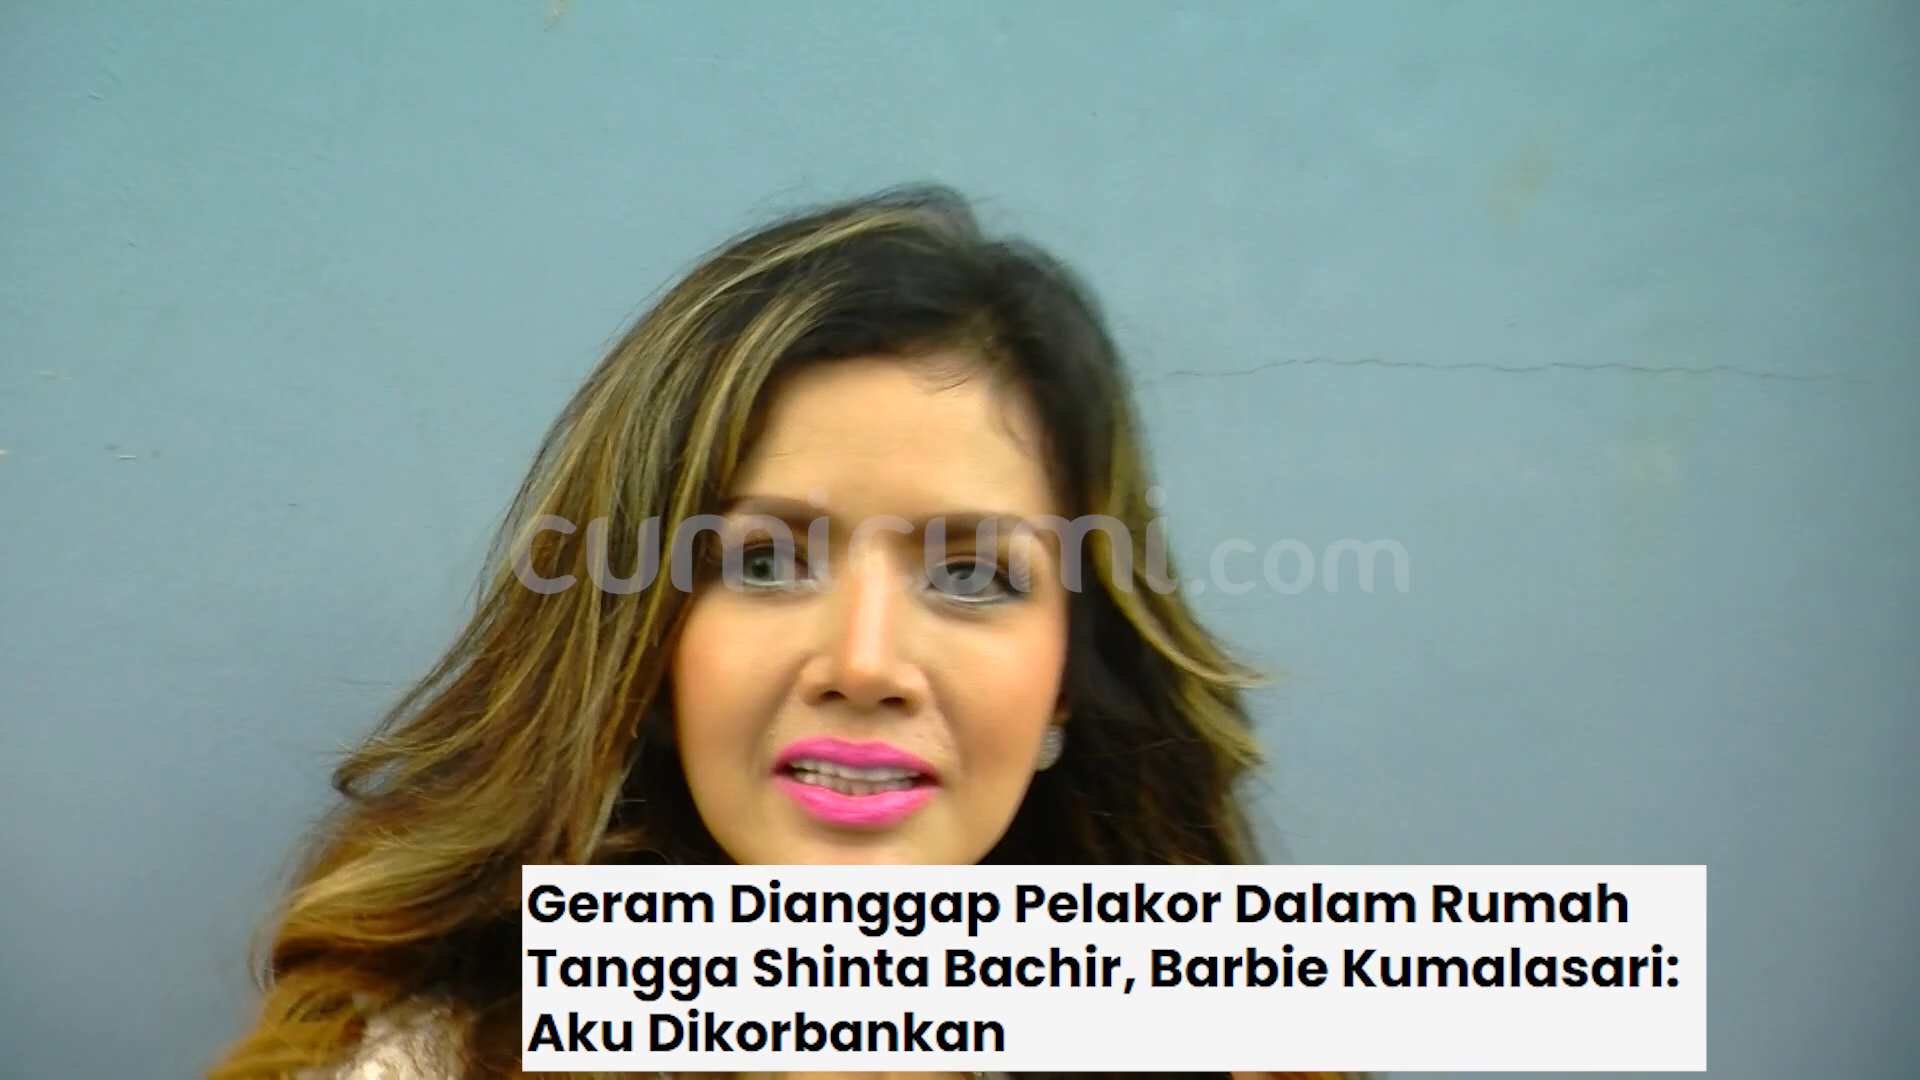 cumicumi.com
Geram Dianggap Pelakor Dalam Rumah
Tangga Shinta Bachir, Barbie Kumalasari:
Aku Dikorbankan